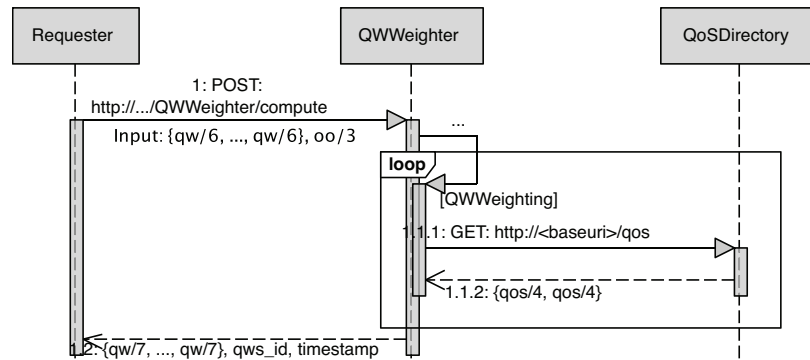 Requester
QWWeighter
QoSDirectory
1: POST:
http://.../QWWeighter/compute
Input: {qw/6, ..., qw/6}, oo/3
...
loop
[QWWeighting]
1.1.1: GET: http://<baseuri>/qos
1.1.2: {qos/4, qos/4}
1.2: {qw/7, ..., qw/7}, qws_id, timestamp